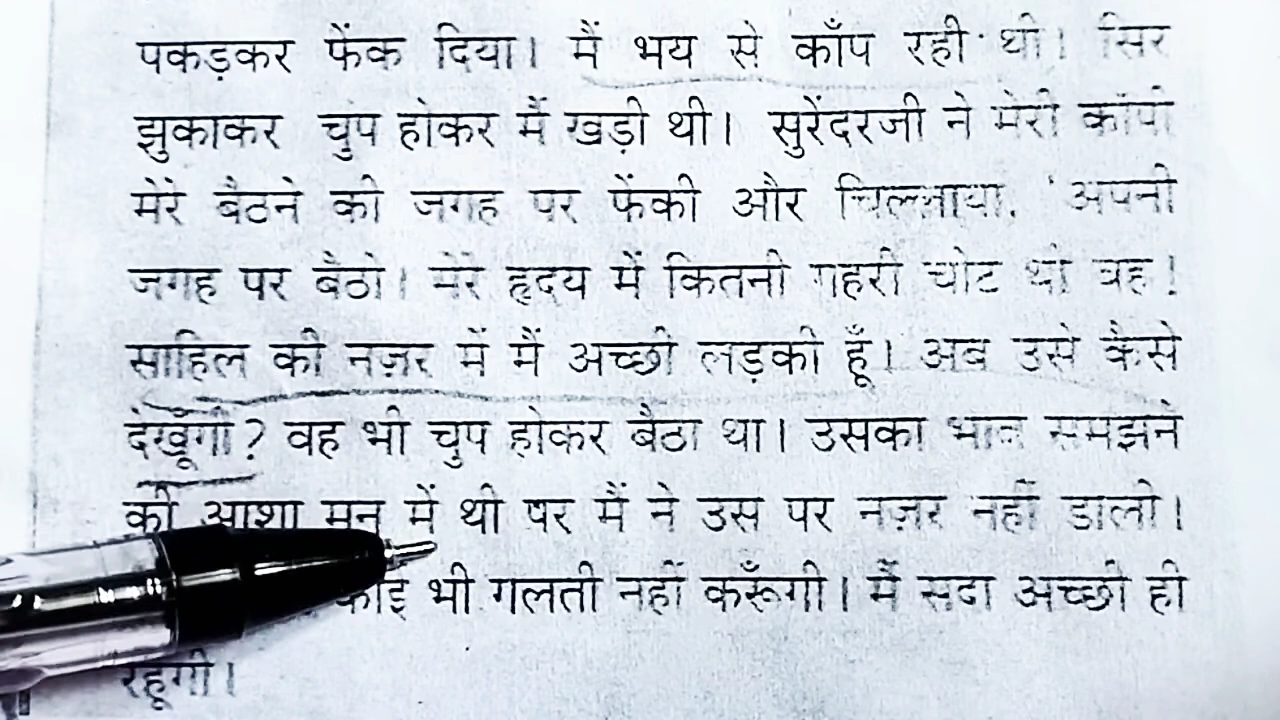 पकड़कर फेंक दिया। मैं भय से काँप रही थी। सिर
झुकाकर चुप होकर मैं खड़ी थी। सुरेंदरजी ने मेरी कॉपी
मेरे बैठने की जगह पर फेंकी और चिल्लाया, 'अपनी
जगह पर बैठो। मेरे हृदय में कितनी गहरी चोट थी वह!
साहिल की नज़र में मैं अच्छी लड़की हूँ। अब उसे कैसे
देखूँगी? वह भी चुप होकर बैठा था। उसका भाव समझने
की आशा मन में थी पर मैं ने उस पर नज़र नहीं डाली।
कोई भी गलती नहीं करूँगी। मैं सदा अच्छी ही
रहूँगी।